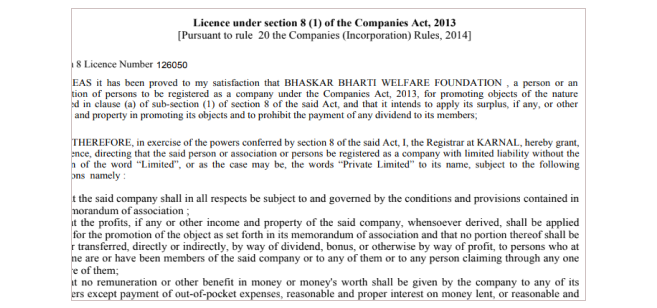 Licence under section 8 (1) of the Companies Act, 2013
[Pursuant to rule 20 the Companies (Incorporation) Rules, 2014]
8 Licence Number 126050
EAS it has been proved to my satisfaction that BHASKAR BHARTI WELFARE FOUNDATION , a person or an
tion of persons to be registered as a company under the Companies Act, 2013, for promoting objects of the nature
ed in clause (a) of sub-section (1) of section 8 of the said Act, and that it intends to apply its surplus, if any, or other
and property in promoting its objects and to prohibit the payment of any dividend to its members;
THEREFORE, in exercise of the powers conferred by section 8 of the said Act, I, the Registrar at KARNAL, hereby grant,
ence, directing that the said person or association or persons be registered as a company with limited liability without the
n of the word “Limited”, or as the case may be, the words “Private Limited” to its name, subject to the following
ons namely :
t the said company shall in all respects be subject to and governed by the conditions and provisions contained in
morandum of association ;
t the profits, if any or other income and property of the said company, whensoever derived, shall be applied
for the promotion of the object as set forth in its memorandum of association and that no portion thereof shall be
r transferred, directly or indirectly, by way of dividend, bonus, or otherwise by way of profit, to persons who at
me are or have been members of the said company or to any of them or to any person claiming through any one
e of them;
t no remuneration or other benefit in money or money's worth shall be given by the company to any of its
ers except payment of out-of-pocket expenses, reasonable and proper interest on money lent, or reasonable and